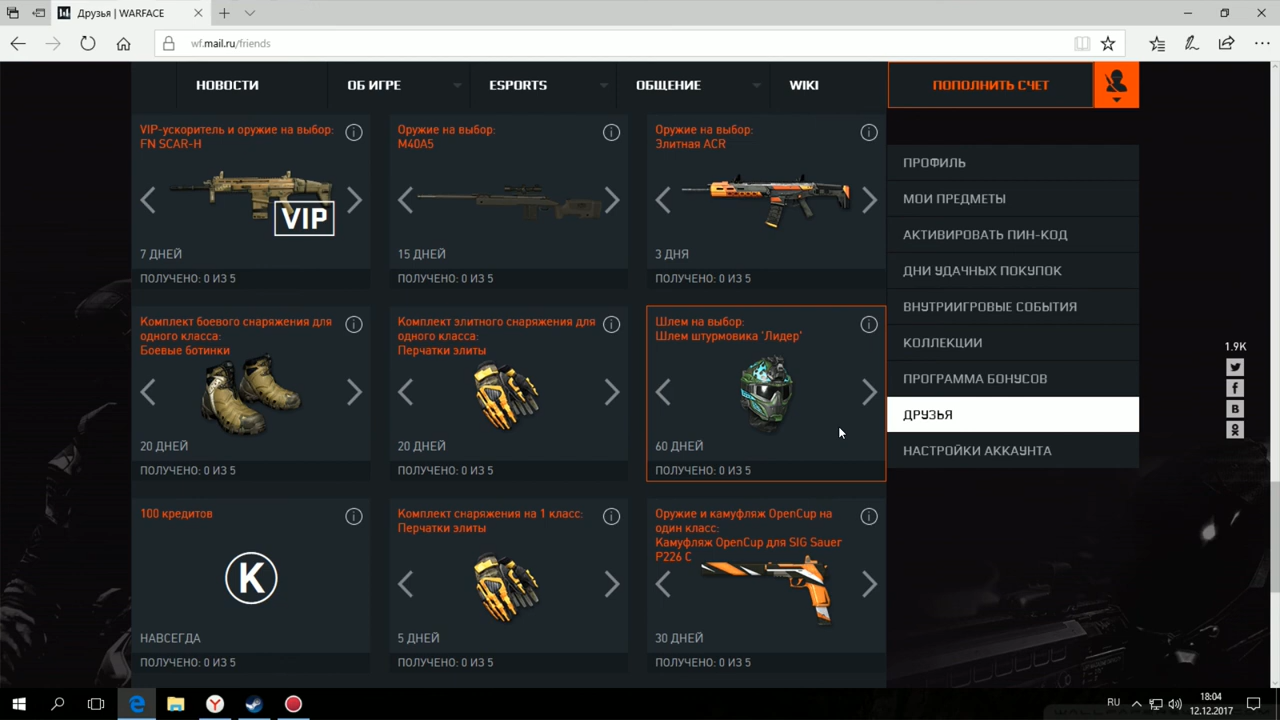 Друзья | WARFACE
wf.mail.ru/friends
НОВОСТИ
ОБ ИГРЕ
ESPORTS
ОБЩЕНИЕ
WIKI
ПОПОЛНИТЬ СЧЕТ
VIP-ускоритель и оружие на выбор:
FN SCAR-H
VIP
7 ДНЕЙ
ПОЛУЧЕНО: 0 ИЗ 5
Оружие на выбор:
M40A5
15 ДНЕЙ
ПОЛУЧЕНО: 0 ИЗ 5
Оружие на выбор:
Элитная ACR
3 ДНЯ
ПОЛУЧЕНО: 0 ИЗ 5
Комплект боевого снаряжения для
одного класса:
Боевые ботинки
20 ДНЕЙ
ПОЛУЧЕНО: 0 ИЗ 5
Комплект элитного снаряжения для
одного класса:
Перчатки элиты
20 ДНЕЙ
ПОЛУЧЕНО: 0 ИЗ 5
Шлем на выбор:
Шлем штурмовика 'Лидер'
60 ДНЕЙ
ПОЛУЧЕНО: 0 ИЗ 5
100 кредитов
K
НАВСЕГДА
ПОЛУЧЕНО: 0 ИЗ 5
Комплект снаряжения на 1 класс:
Перчатки элиты
5 ДНЕЙ
ПОЛУЧЕНО: 0 ИЗ 5
Оружие и камуфляж OpenCup на
один класс:
Камуфляж OpenCup для SIG Sauer
P226 C
30 ДНЕЙ
ПОЛУЧЕНО: 0 ИЗ 5
ПРОФИЛЬ
МОИ ПРЕДМЕТЫ
АКТИВИРОВАТЬ ПИН-КОД
ДНИ УДАЧНЫХ ПОКУПОК
ВНУТРИИГРОВЫЕ СОБЫТИЯ
КОЛЛЕКЦИИ
ПРОГРАММА БОНУСОВ
ДРУЗЬЯ
НАСТРОЙКИ АККАУНТА
1.9K
RU
18:04
12.12.2017